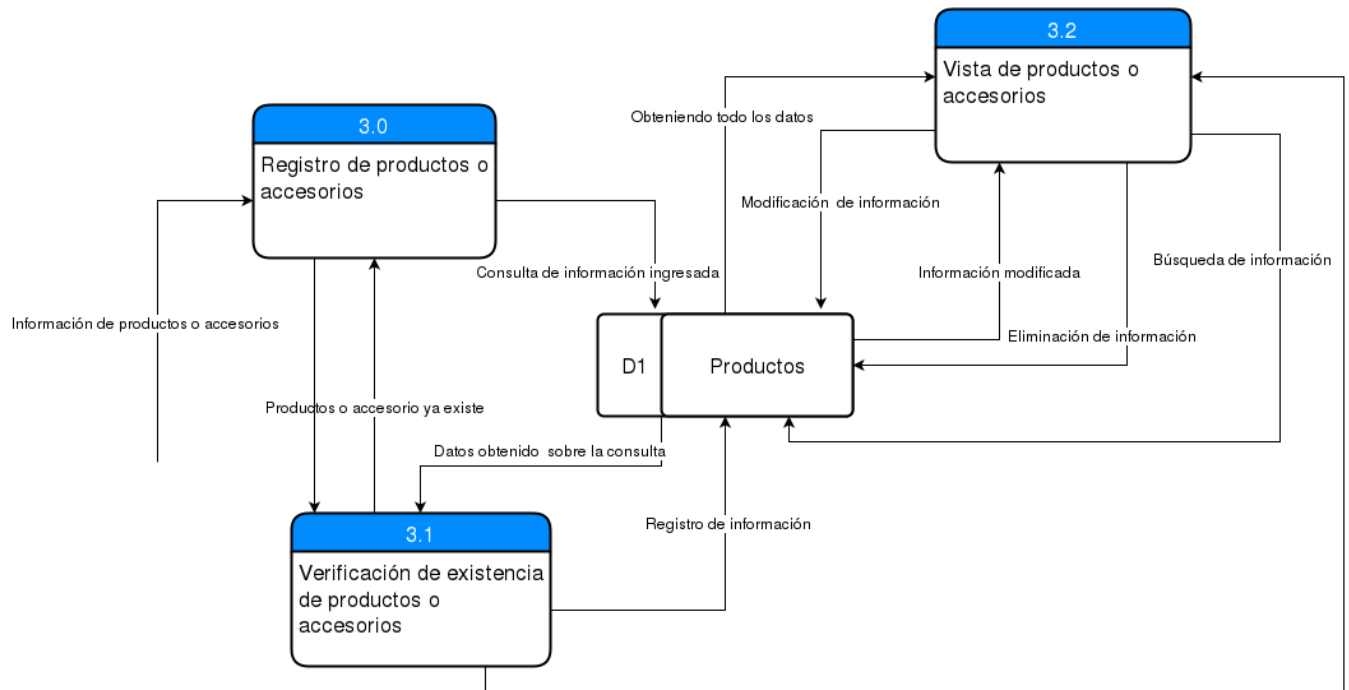 3.2
Vista de productos o
accesorios
Obteniendo todo los datos
3.0
Registro de productos o
accesorios
Modificación de información
Consulta de información ingresada
Información modificada
Búsqueda de información
Información de productos o accesorios
Eliminación de información
D1
Productos
Productos o accesorio ya existe
Datos obtenido sobre la consulta
Registro de información
3.1
Verificación de existencia
de productos o
accesorios